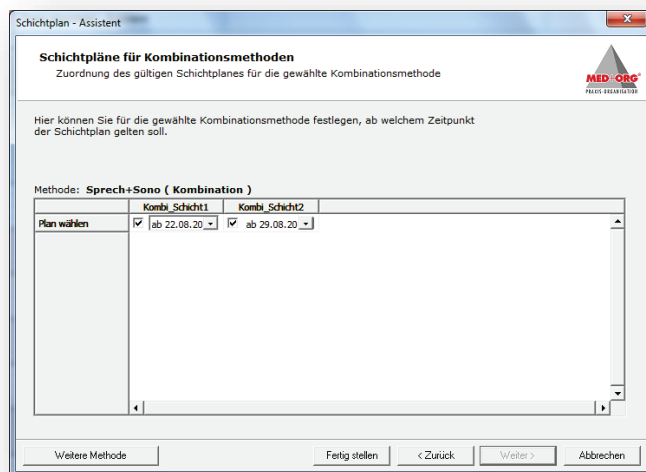 Schichtplan - Assistent
Schichtpläne für Kombinationsmethoden
Zuordnung des gültigen Schichtplanes für die gewählte Kombinationsmethode
MED-ORG
PRAXIS-ORGANISATION
Hier können Sie für die gewählte Kombinationsmethode festlegen, ab welchem Zeitpunkt
der Schichtplan gelten soll.
Methode: Sprech+Sono ( Kombination )
Kombi_Schicht1 Kombi_Schicht2
Plan wählen ab 22.08.20 ab 29.08.20
Weitere Methode Fertig stellen < Zurück Weiter > Abbrechen